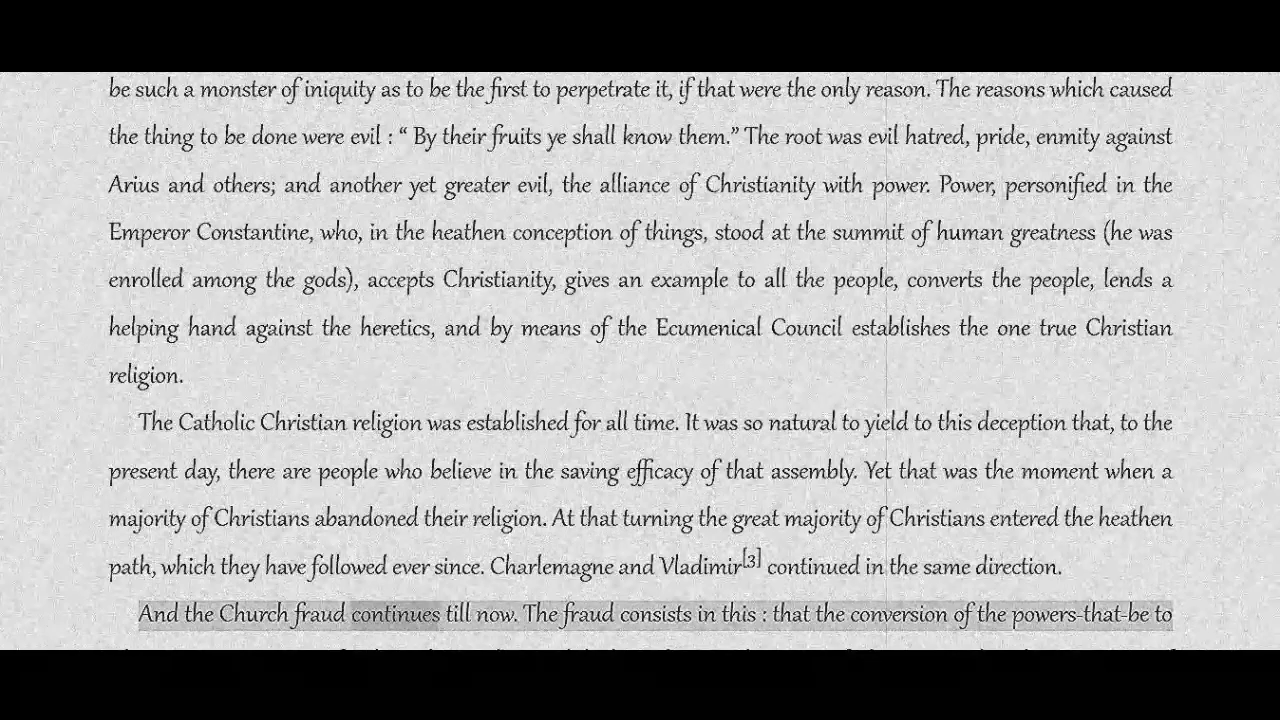 be such a monster of iniquity as to be the first to perpetrate it, if that were the only reason. The reasons which caused
the thing to be done were evil : “ By their fruits ye shall know them.” The root was evil hatred, pride, enmity against
Arius and others; and another yet greater evil, the alliance of Christianity with power. Power, personified in the
Emperor Constantine, who, in the heathen conception of things, stood at the summit of human greatness (he was
enrolled among the gods), accepts Christianity, gives an example to all the people, converts the people, lends a
helping hand against the heretics, and by means of the Ecumenical Council establishes the one true Christian
religion.
The Catholic Christian religion was established for all time. It was so natural to yield to this deception that, to the
present day, there are people who believe in the saving efficacy of that assembly. Yet that was the moment when a
majority of Christians abandoned their religion. At that turning the great majority of Christians entered the heathen
path, which they have followed ever since. Charlemagne and Vladimir[3] continued in the same direction.
And the Church fraud continues till now. The fraud consists in this : that the conversion of the powers-that-be to